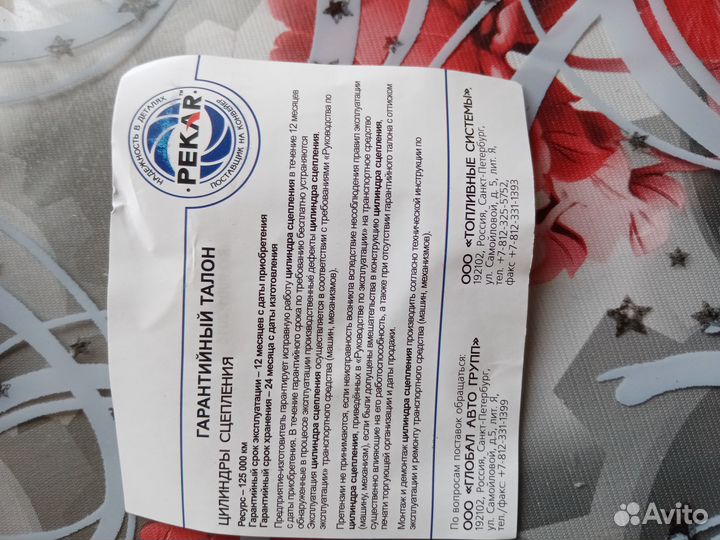 НАДЕЖНОСТЬ В ДЕТАЛЯХ
PEKAR™
ПОСТАВЩИК НА КОНВЕЙЕР
ГАРАНТИЙНЫЙ ТАЛОН
ЦИЛИНДРЫ СЦЕПЛЕНИЯ
Ресурс – 125 000 км
Гарантийный срок эксплуатации – 12 месяцев с даты приобретения
Гарантийный срок хранения – 24 месяца с даты изготовления
Предприятие-изготовитель гарантирует исправную работу цилиндра сцепления в течение 12 месяцев
с даты приобретения. В течение гарантийного срока по требованию бесплатно устраняются
обнаруженные в процессе эксплуатации производственные дефекты цилиндра сцепления.
Эксплуатация цилиндра сцепления осуществляется в соответствии с требованиями «Руководства по
эксплуатации» транспортного средства (машин, механизмов).
Претензии не принимаются, если неисправность возникла вследствие несоблюдения правил эксплуатации
цилиндра сцепления, приведённых в «Руководстве по эксплуатации» на транспортное средство
(машину, механизм), если были допущены вмешательства в конструкцию цилиндра сцепления,
существенно влияющие на его работоспособность, а также при отсутствии гарантийного талона с оттиском
печати торгующей организации и даты продажи.
Монтаж и демонтаж цилиндра сцепления производить согласно технической инструкции по
эксплуатации и ремонту транспортного средства (машин, механизмов).
По вопросам поставок обращаться:
ООО «ГЛОБАЛ АВТО ГРУПП»
192102, Россия, Санкт-Петербург,
ул. Самойловой, д.5, лит. Я,
тел./факс: +7-812-331-1399
ООО «ТОПЛИВНЫЕ СИСТЕМЫ»,
192102, Россия, Санкт-Петербург,
ул. Самойловой, д. 5, лит. Я,
тел. +7-812-325-5752,
факс +7-812-331-1393
Avito